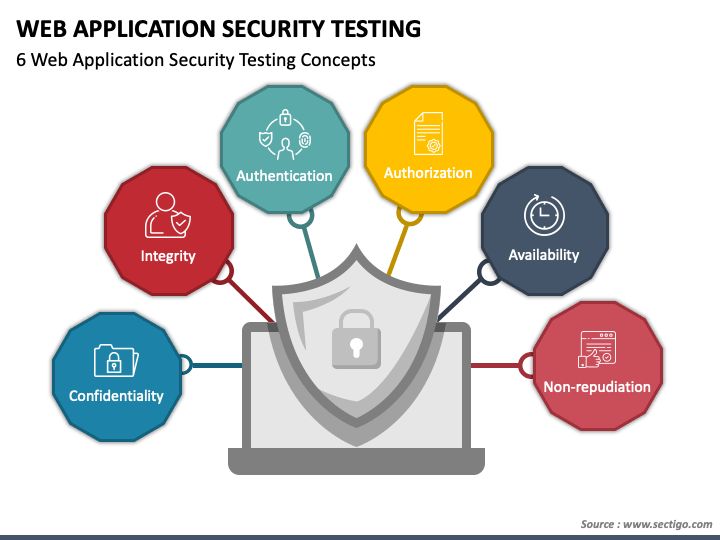 WEB APPLICATION SECURITY TESTING
6 Web Application Security Testing Concepts
Authentication
Authorization
Integrity
Availability
Confidentiality
Non-repudiation
Source : www.sectigo.com